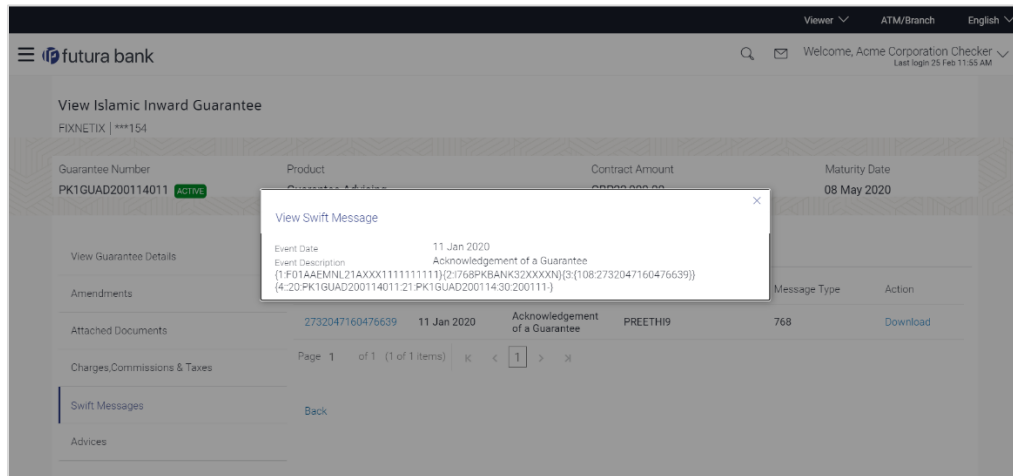 Viewer ATM/Branch English
futura bank Welcome, Acme Corporation Checker
Last login 25 Feb 11:55 AM
View Islamic Inward Guarantee
FIXNETIX | ***154
Guarantee Number Product Contract Amount Maturity Date
PK1GUAD200114011 ACTIVE Guarantee Advising 08 May 2020
View Swift Message
Event Date 11 Jan 2020
Event Description Acknowledgement of a Guarantee
{1:F01AAEMNL21AXXX1111111111}{2:I768PKBANK32XXXXN}{3:{108:2732047160476639}}
{4::20:PK1GUAD200114011:21:PK1GUAD200114:30:200111-}
View Guarantee Details
Amendments
Attached Documents
Charges,Commissions & Taxes
Swift Messages
Advices
Message Type Action
2732047160476639 11 Jan 2020 Acknowledgement of a Guarantee PREETHI9 768 Download
Page 1 of 1 (1 of 1 items) 1
Back